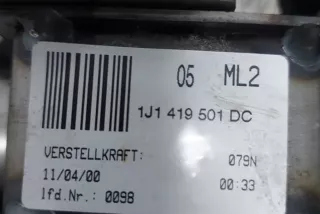 05 ML2
1J1 419 501 DC
VERSTELLKRAFT: 079N
11/04/00 00:33
lfd.Nr.: 0098